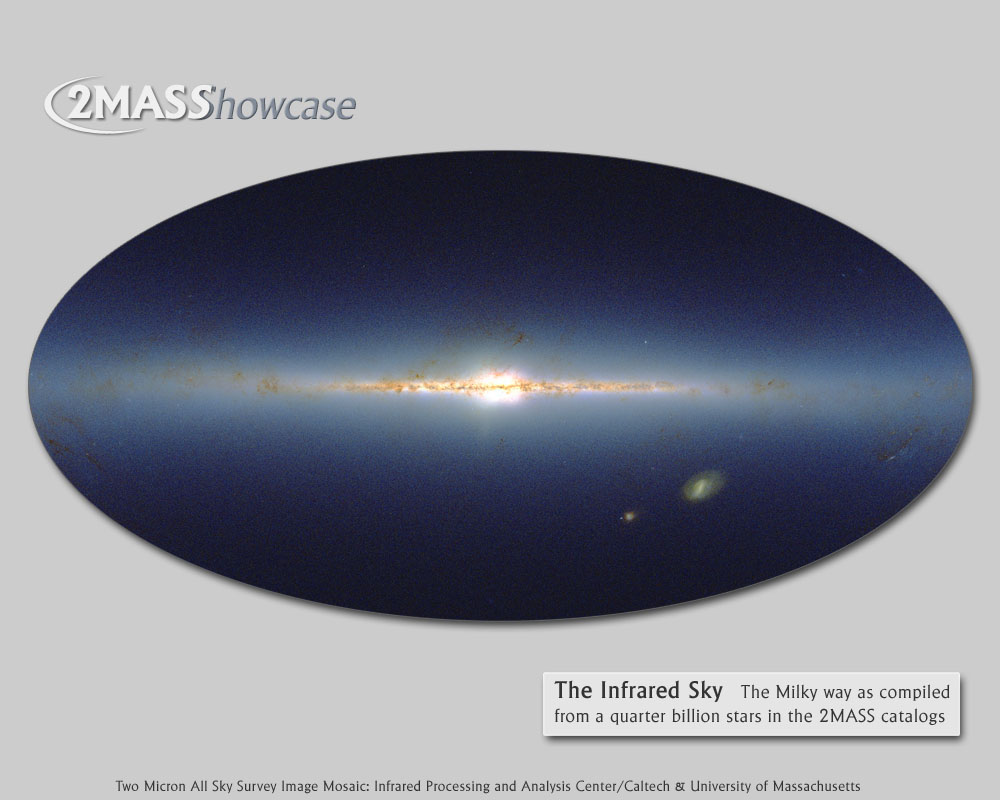 2MASShowcase
The Infrared Sky The Milky way as compiled
from a quarter billion stars in the 2MASS catalogs
Two Micron All Sky Survey Image Mosaic: Infrared Processing and Analysis Center/Caltech & University of Massachusetts